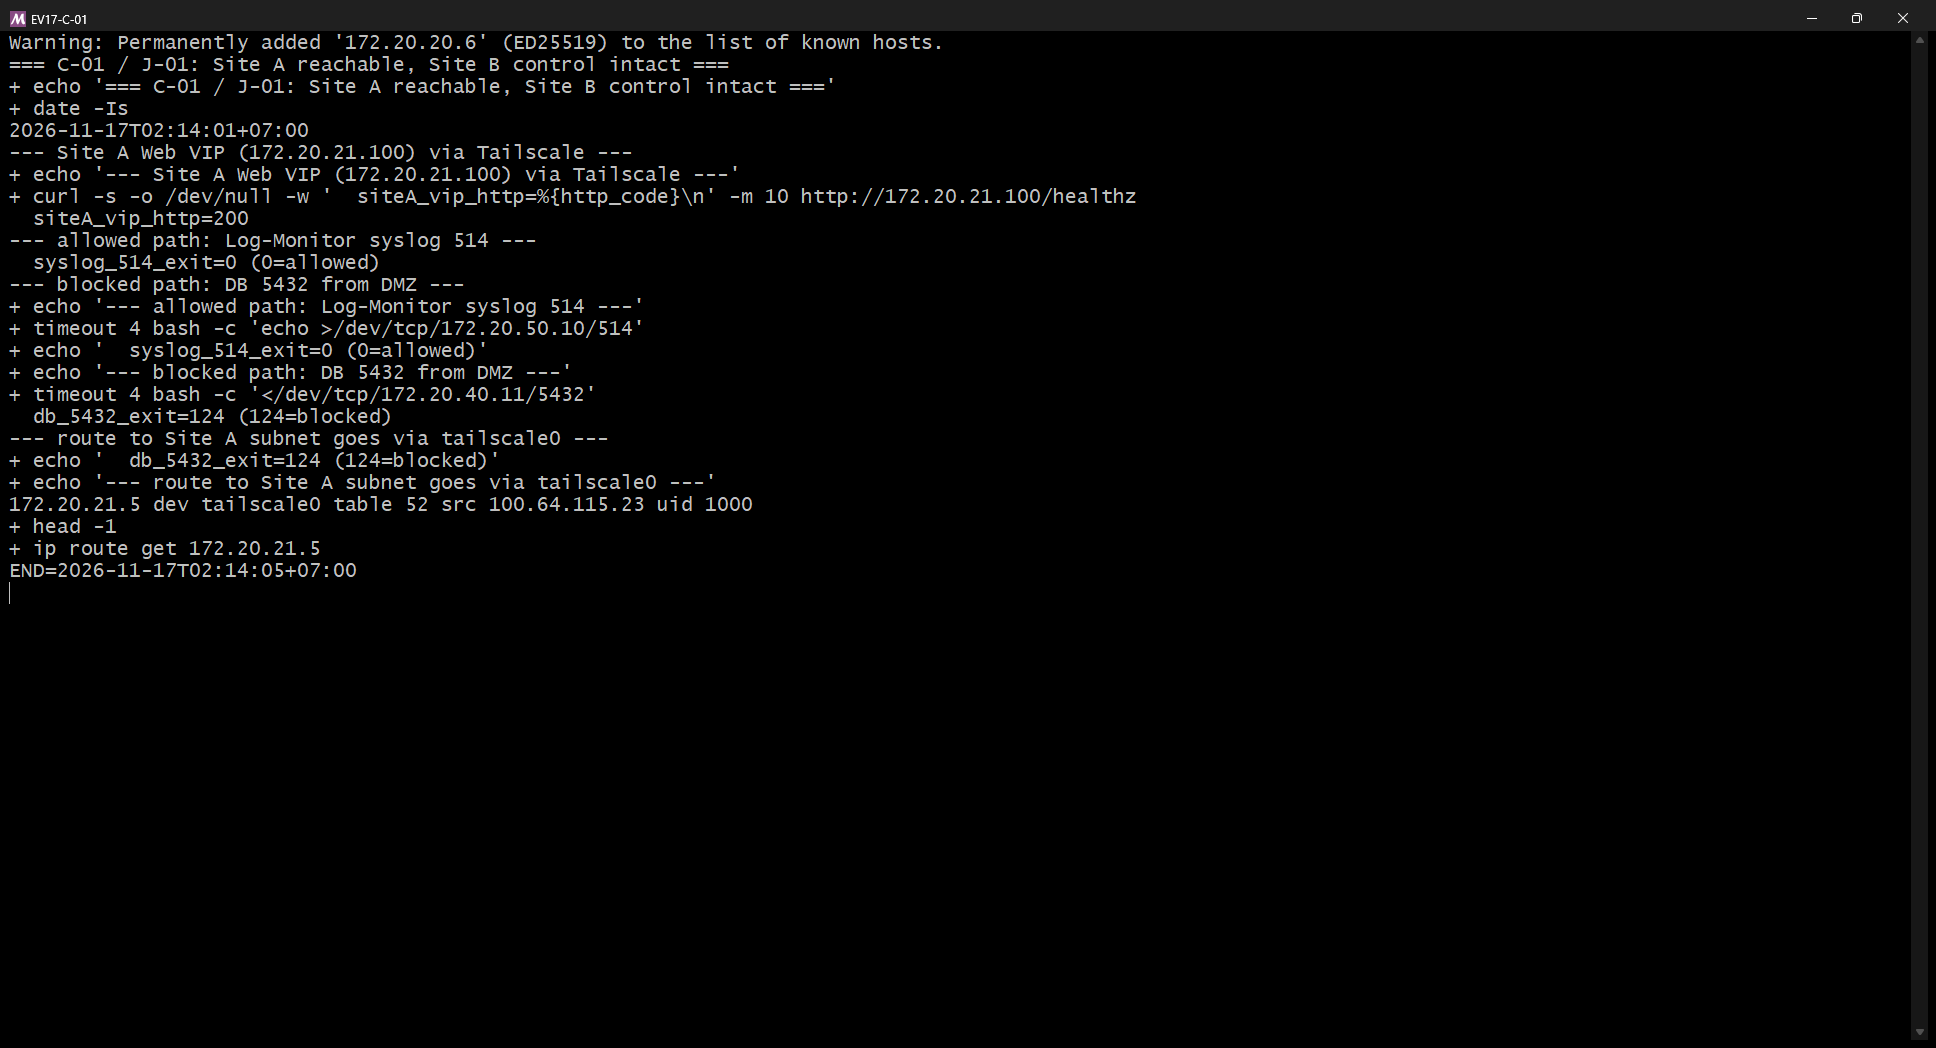 EV17-C-01
Warning: Permanently added '172.20.20.6' (ED25519) to the list of known hosts.
=== C-01 / J-01: Site A reachable, Site B control intact ===
+ echo '=== C-01 / J-01: Site A reachable, Site B control intact ==='
+ date -Is
2026-11-17T02:14:01+07:00
--- Site A Web VIP (172.20.21.100) via Tailscale ---
+ echo '--- Site A Web VIP (172.20.21.100) via Tailscale ---'
+ curl -s -o /dev/null -w '  siteA_vip_http=%{http_code}\n' -m 10 http://172.20.21.100/healthz
  siteA_vip_http=200
--- allowed path: Log-Monitor syslog 514 ---
  syslog_514_exit=0 (0=allowed)
--- blocked path: DB 5432 from DMZ ---
+ echo '--- allowed path: Log-Monitor syslog 514 ---'
+ timeout 4 bash -c 'echo >/dev/tcp/172.20.50.10/514'
+ echo '  syslog_514_exit=0 (0=allowed)'
+ echo '--- blocked path: DB 5432 from DMZ ---'
+ timeout 4 bash -c '</dev/tcp/172.20.40.11/5432'
  db_5432_exit=124 (124=blocked)
--- route to Site A subnet goes via tailscale0 ---
+ echo '  db_5432_exit=124 (124=blocked)'
+ echo '--- route to Site A subnet goes via tailscale0 ---'
172.20.21.5 dev tailscale0 table 52 src 100.64.115.23 uid 1000
+ head -1
+ ip route get 172.20.21.5
END=2026-11-17T02:14:05+07:00